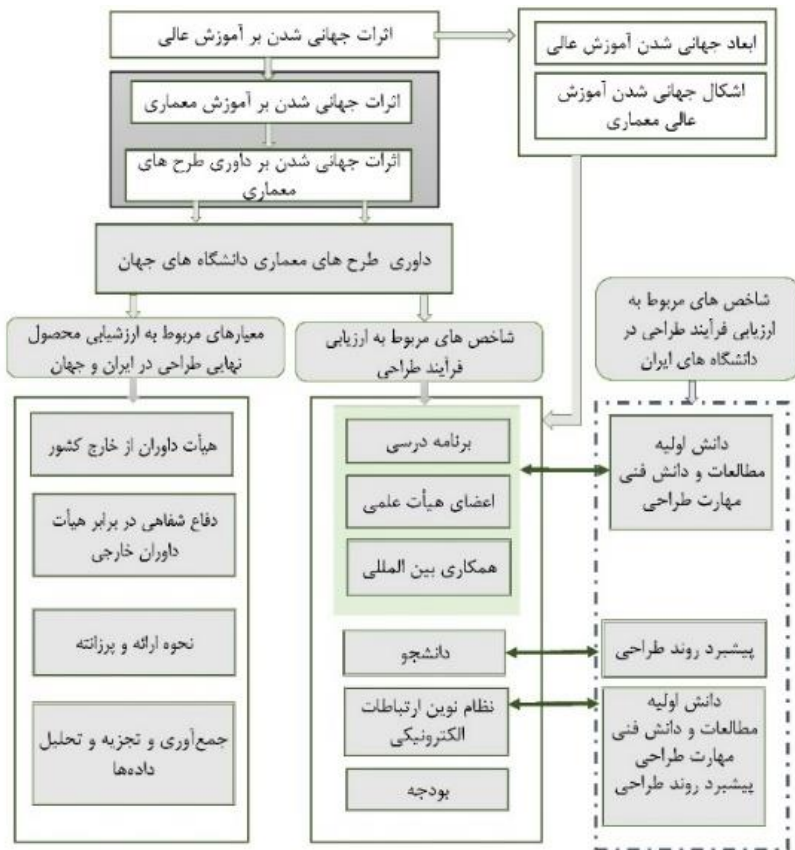 اثرات جهانی شدن بر آموزش عالی
ابعاد جهانی شدن آموزش عالی
اشکال جهانی شدن آموزش
عالی معماری
اثرات جهانی شدن بر آموزش معماری
اثرات جهانی شدن بر داوری طرح های
معماری
داوری طرح های معماری دانشگاه های جهان
شاخص های مربوط به
ارزیابی فرآیند طراحی در
دانشگاه های ایران
شاخص های مربوط به ارزیابی
فرآیند طراحی
معیارهای مربوط به ارزشیابی محصول
نهایی طراحی در ایران و جهان
دانش اولیه
مطالعات و دانش فنی
مهارت طراحی
پیشبرد روند طراحی
دانش اولیه
مطالعات و دانش فنی
مهارت طراحی
پیشبرد روند طراحی
برنامه درسی
اعضای هیأت علمی
همکاری بین المللی
دانشجو
نظام نوین ارتباطات
الکترونیکی
بودجه
هیأت داوران از خارج کشور
دفاع شفاهی در برابر هیأت
داوران خارجی
نحوه ارائه و پرزانته
جمع‌آوری و تجزیه و تحلیل
داده‌ها